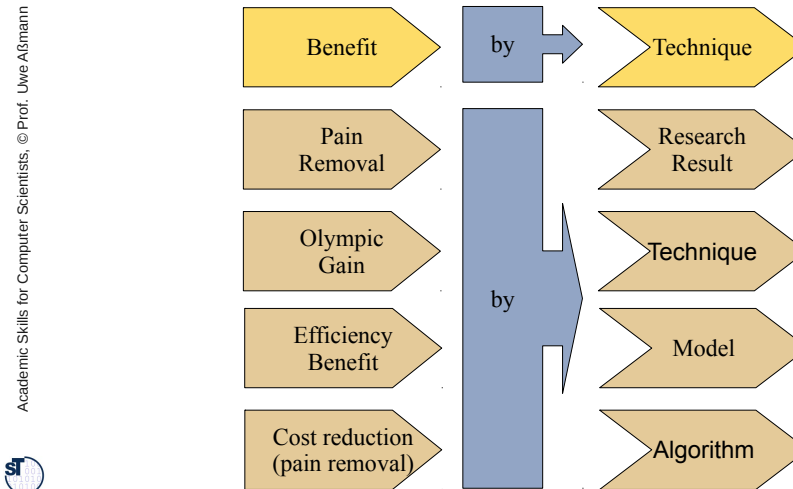 Academic Skills for Computer Scientists, © Prof. Uwe Aßmann
Benefit
by
Technique
Pain
Removal
Research
Result
Olympic
Gain
by
Technique
Efficiency
Benefit
Model
Cost reduction
(pain removal)
Algorithm
ST